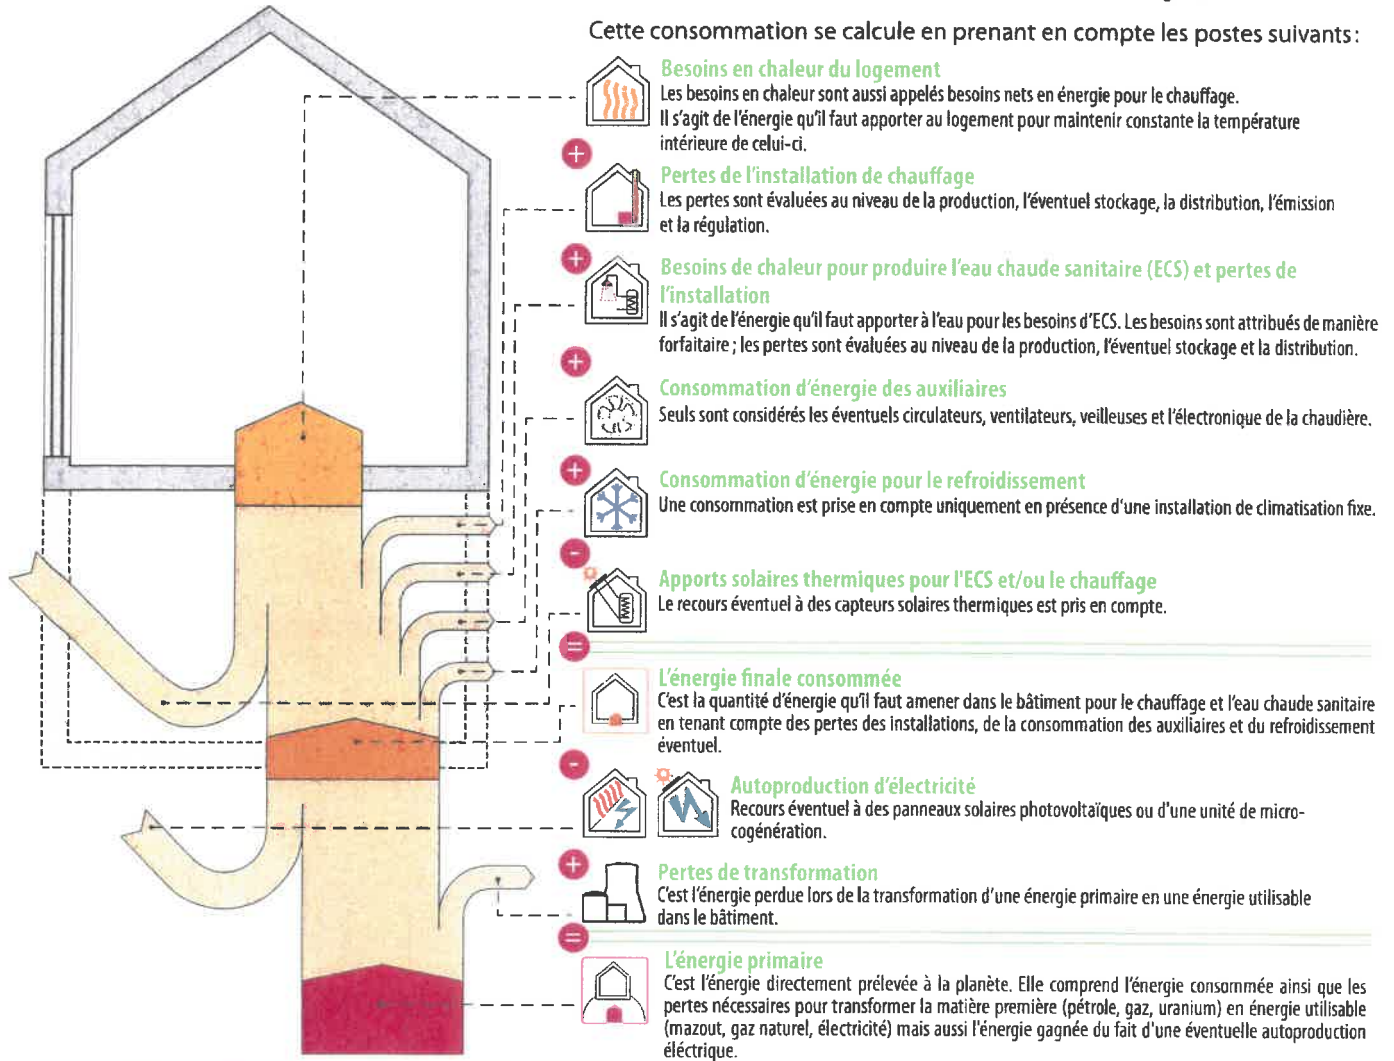 Cette consommation se calcule en prenant en compte les postes suivants :
Besoins en chaleur du logement
Les besoins en chaleur sont aussi appelés besoins nets en énergie pour le chauffage.
Il s'agit de l'énergie qu'il faut apporter au logement pour maintenir constante la température
intérieure de celui-ci.
+
Pertes de l'installation de chauffage
Les pertes sont évaluées au niveau de la production, l'éventuel stockage, la distribution, l'émission
et la régulation.
+
Besoins de chaleur pour produire l'eau chaude sanitaire (ECS) et pertes de
l'installation
Il s'agit de l'énergie qu'il faut apporter à l'eau pour les besoins d'ECS. Les besoins sont attribués de manière
forfaitaire ; les pertes sont évaluées au niveau de la production, l'éventuel stockage et la distribution.
+
Consommation d'énergie des auxiliaires
Seuls sont considérés les éventuels circulateurs, ventilateurs, veilleuses et l'électronique de la chaudière.
+
Consommation d'énergie pour le refroidissement
Une consommation est prise en compte uniquement en présence d'une installation de climatisation fixe.
-
Apports solaires thermiques pour l'ECS et/ou le chauffage
Le recours éventuel à des capteurs solaires thermiques est pris en compte.
=
L'énergie finale consommée
C'est la quantité d'énergie qu'il faut amener dans le bâtiment pour le chauffage et l'eau chaude sanitaire
en tenant compte des pertes des installations, de la consommation des auxiliaires et du refroidissement
éventuel.
-
Autoproduction d'électricité
Recours éventuel à des panneaux solaires photovoltaïques ou d'une unité de micro-
cogénération.
+
Pertes de transformation
C'est l'énergie perdue lors de la transformation d'une énergie primaire en une énergie utilisable
dans le bâtiment.
=
L'énergie primaire
C'est l'énergie directement prélevée à la planète. Elle comprend l'énergie consommée ainsi que les
pertes nécessaires pour transformer la matière première (pétrole, gaz, uranium) en énergie utilisable
(mazout, gaz naturel, électricité) mais aussi l'énergie gagnée du fait d'une éventuelle autoproduction
électrique.